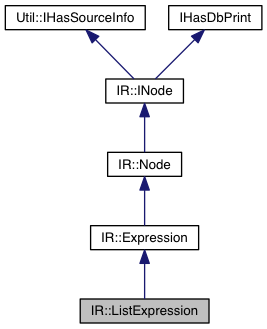 Util::IHasSourceInfo
IHasDbPrint
IR::INode
IR::Node
IR::Expression
IR::ListExpression